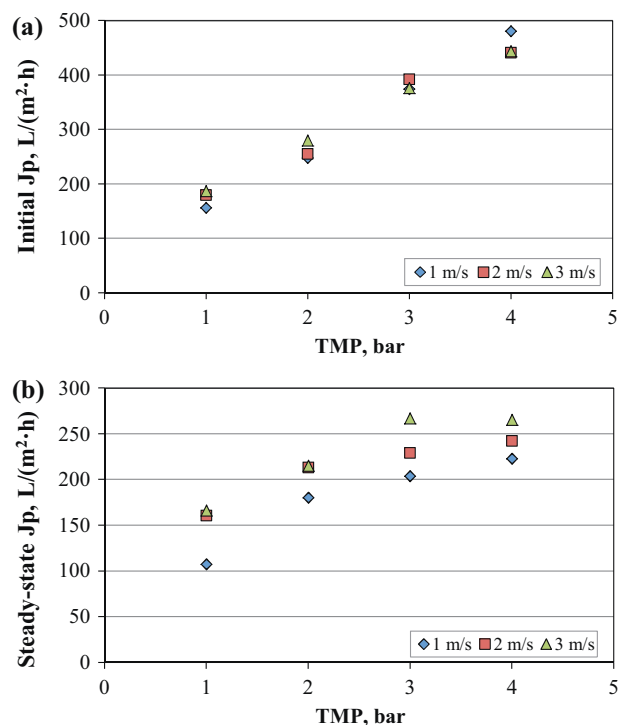 (a)
Initial Jp, L/(m²·h)
500
400
300
200
100
0
0 1 2 3 4 5
1 m/s 2 m/s 3 m/s
TMP, bar
(b)
Steady-state Jp, L/(m²·h)
300
250
200
150
100
50
0
0 1 2 3 4 5
1 m/s 2 m/s 3 m/s
TMP, bar